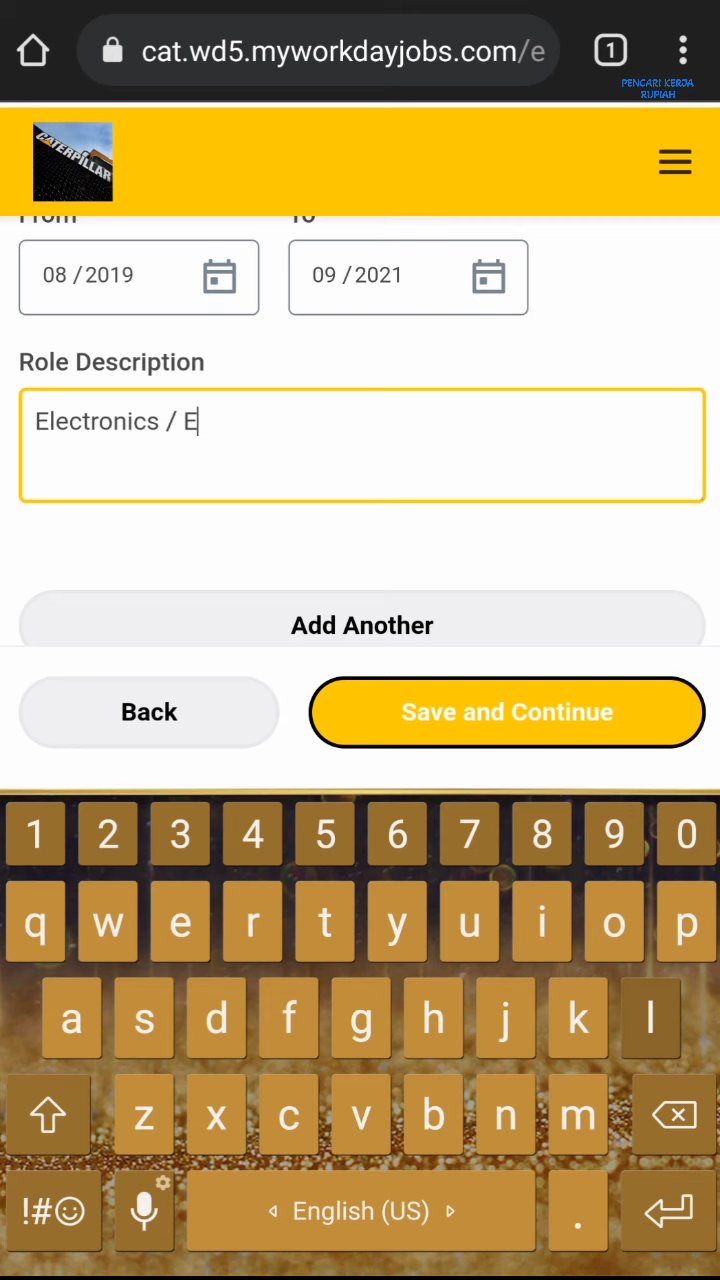 cat.wd5.myworkdayjobs.com/e
1
PENCARI KERJA
RUPIAH
CATERPILLAR
From To
08 / 2019 09 / 2021
Role Description
Electronics / E
Add Another
Back Save and Continue
1 2 3 4 5 6 7 8 9 0
q w e r t y u i o p
a s d f g h j k l
z x c v b n m
!#☺ English (US) .